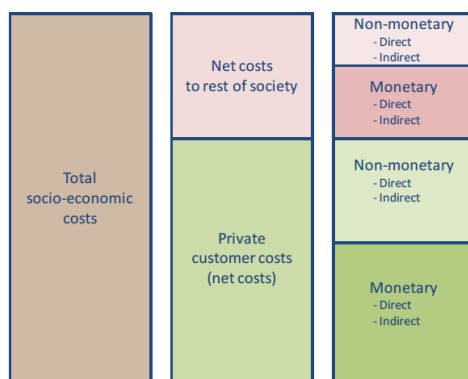 Total
socio-economic
costs
Net costs
to rest of society
Private
customer costs
(net costs)
Non-monetary
- Direct
- Indirect
Monetary
- Direct
- Indirect
Non-monetary
- Direct
- Indirect
Monetary
- Direct
- Indirect